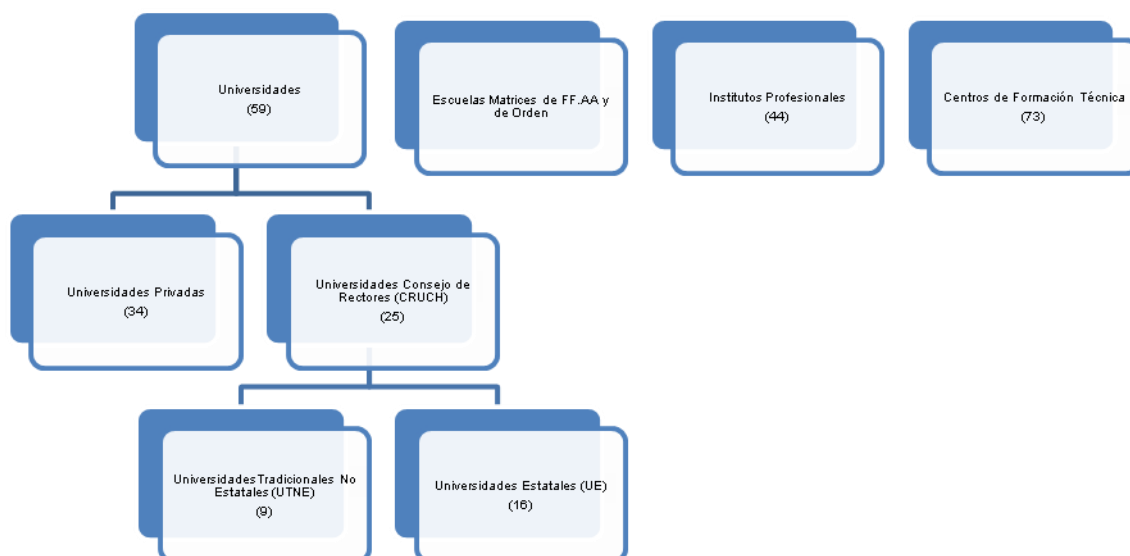 Universidades
(59)
Escuelas Matrices de FF.AA y
de Orden
Institutos Profesionales
(44)
Centros de Formación Técnica
(73)
Universidades Privadas
(34)
Universidades Consejo de
Rectores (CRUCH)
(25)
Universidades Tradicionales No
Estatales (UTNE)
(9)
Universidades Estatales (UE)
(16)